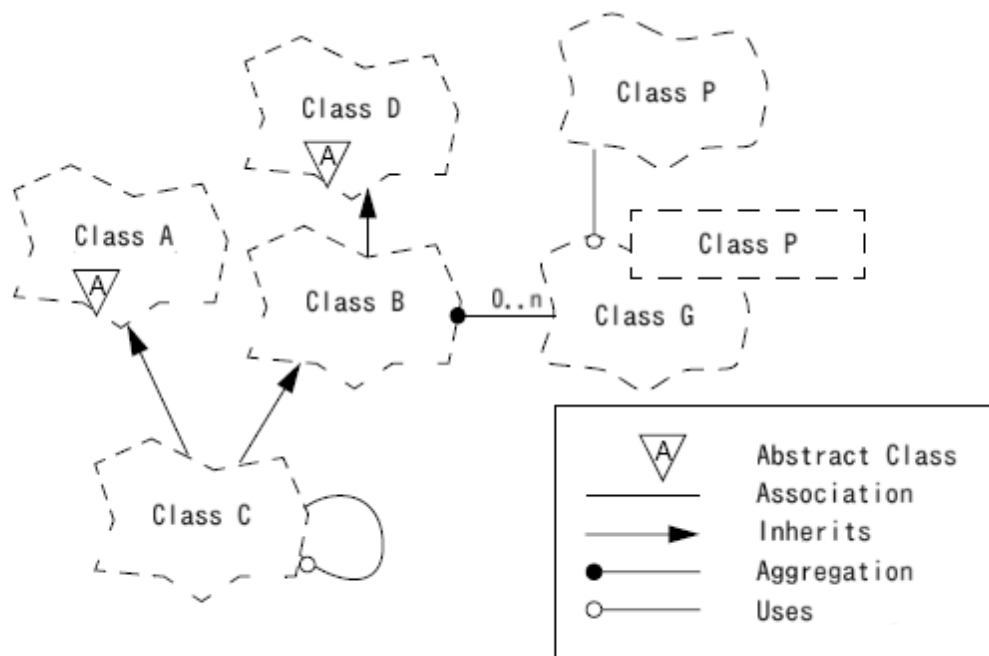 Class D
A
Class P
Class A
A
Class P
Class B
0..n
Class G
Class C
A
Abstract Class
Association
Inherits
Aggregation
Uses